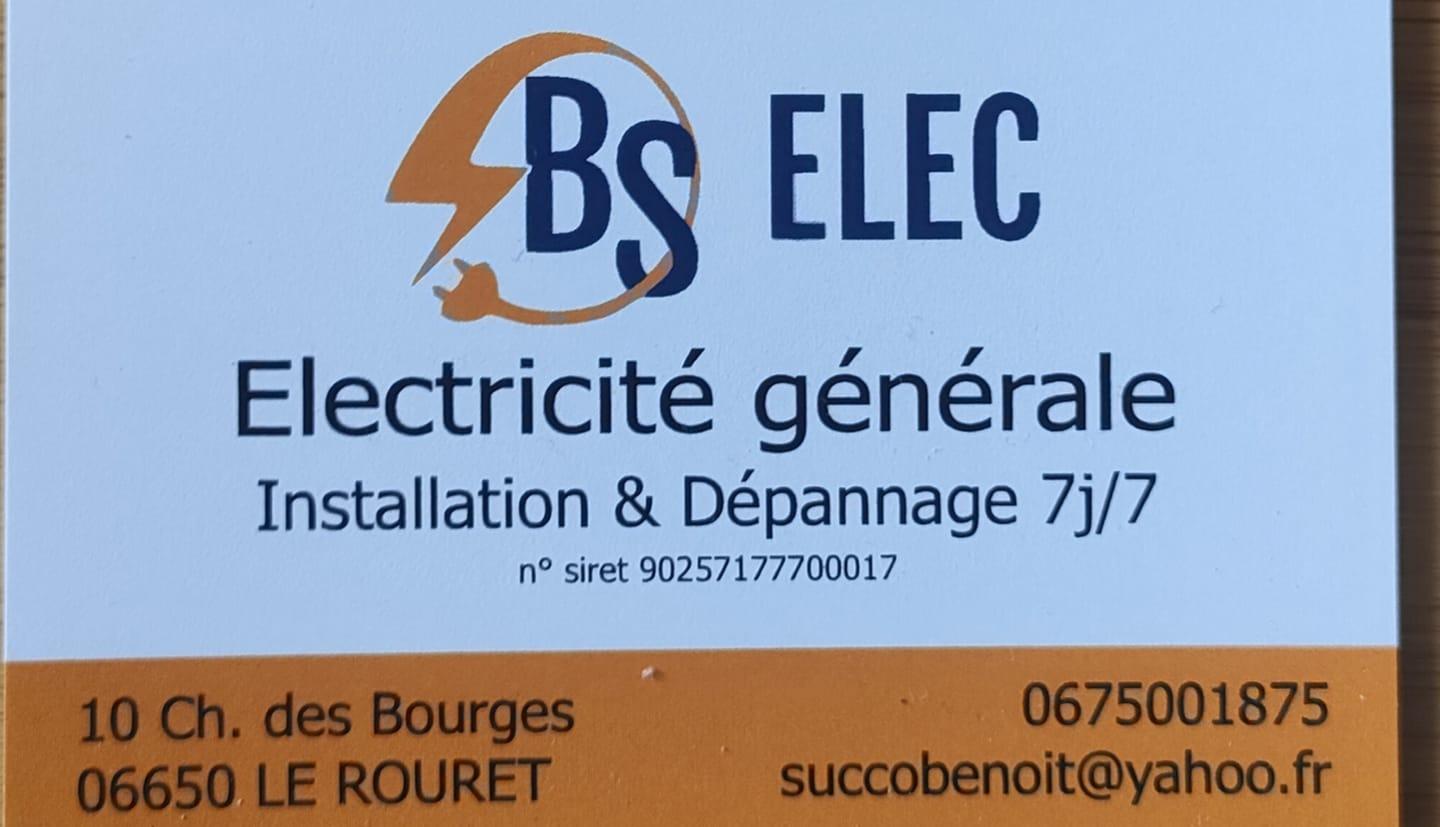 BS ELEC
Electricité générale
Installation & Dépannage 7j/7
n° siret 90257177700017
10 Ch. des Bourges
06650 LE ROURET
0675001875
succobenoit@yahoo.fr